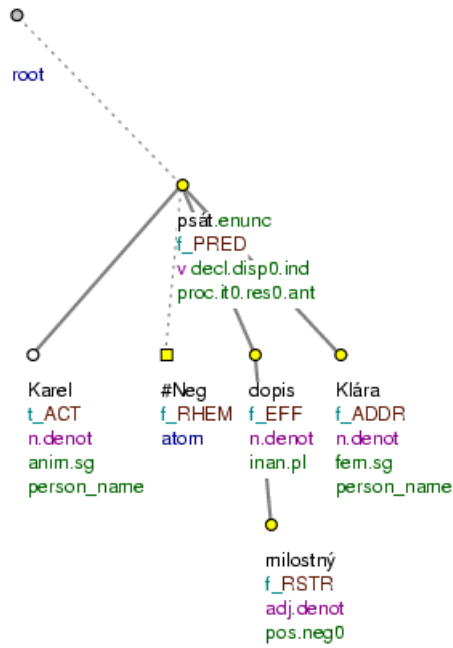 root
psát.enunc
f_PRED
v decl.disp0.ind
proc.it0.res0.ant
Karel
t_ACT
n.denot
anim.sg
person_name
#Neg
f_RHEM
atom
dopis
f_EFF
n.denot
inan.pl
Klára
f_ADDR
n.denot
fem.sg
person_name
milostný
f_RSTR
adj.denot
pos.neg0